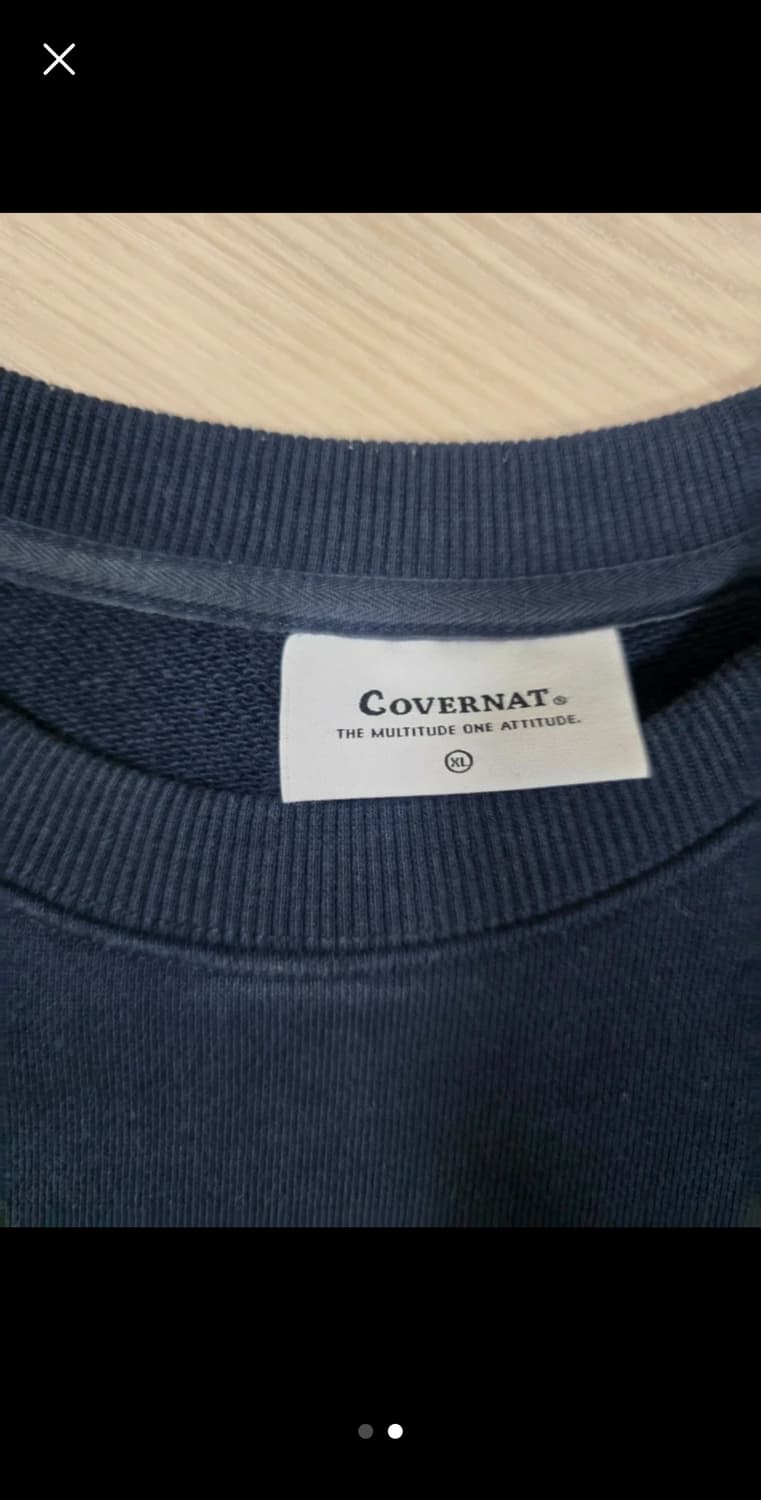 COVERNAT®
THE MULTITUDE ONE ATTITUDE.
XL